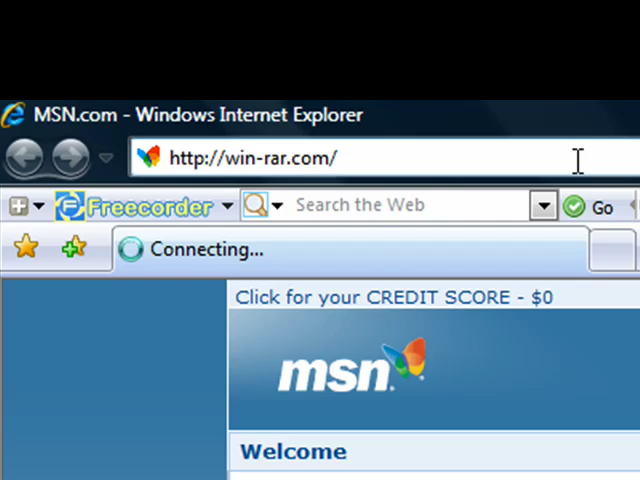 MSN.com - Windows Internet Explorer
http://win-rar.com/
Freecorder Search the Web Go
Connecting...
Click for your CREDIT SCORE - $0
msn
Welcome